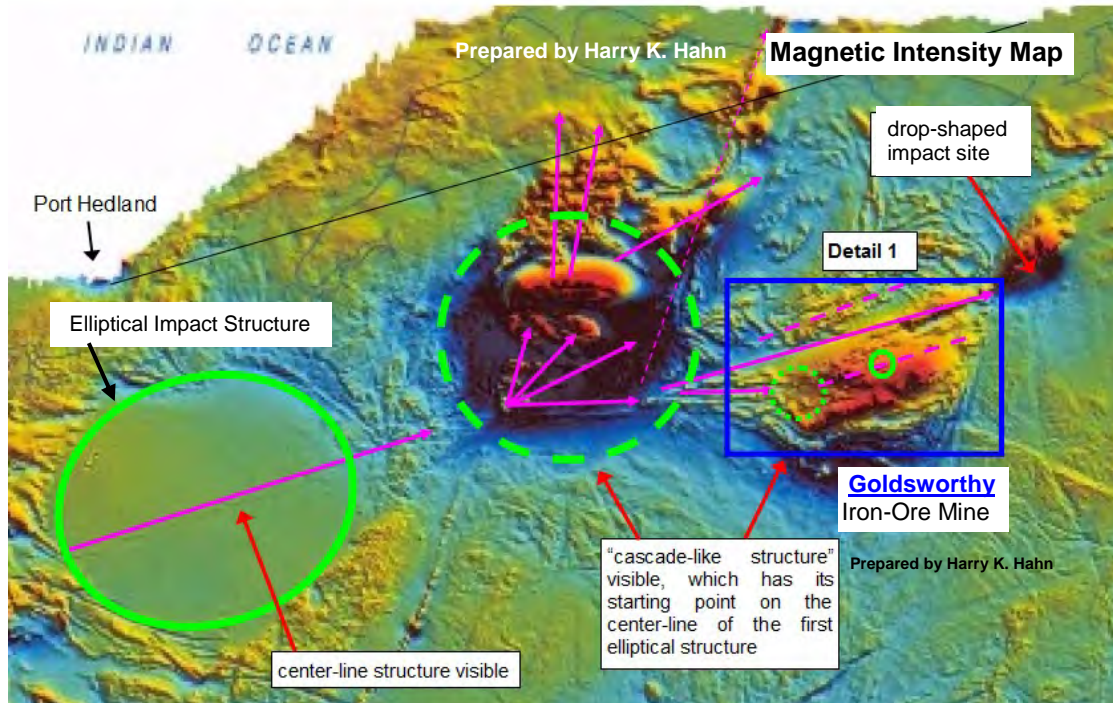 INDIAN OCEAN
Prepared by Harry K. Hahn
Magnetic Intensity Map
drop-shaped
impact site
Port Hedland
Detail 1
Elliptical Impact Structure
Goldsworthy
Iron-Ore Mine
"cascade-like structure"
visible, which has its
starting point on the
center-line of the first
elliptical structure
Prepared by Harry K. Hahn
center-line structure visible